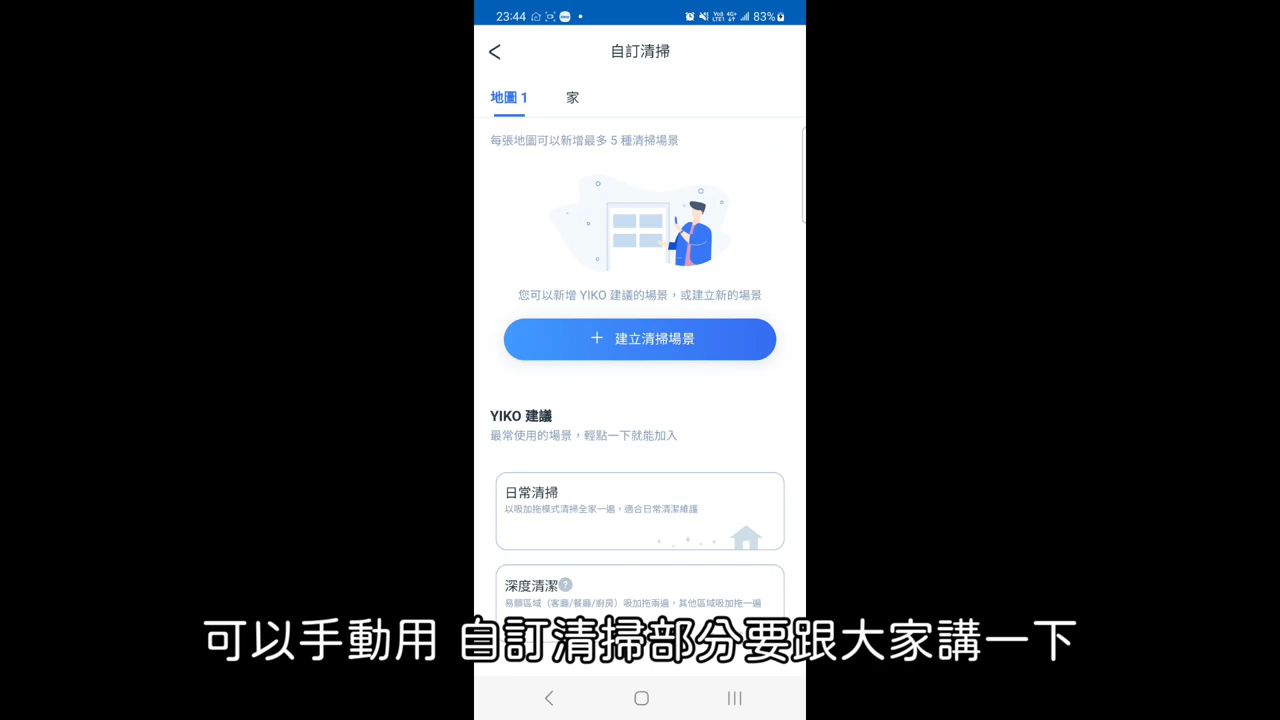 23:44
83%
自訂清掃
地圖 1
家
每張地圖可以新增最多 5 種清掃場景
您可以新增 YIKO 建議的場景，或建立新的場景
＋ 建立清掃場景
YIKO 建議
最常使用的場景，輕點一下就能加入
日常清掃
以吸加拖模式清掃全家一遍，適合日常清潔維護
深度清潔 ?
易髒區域（客廳/餐廳/廚房）吸加拖兩遍，其他區域吸加拖一遍
可以手動用 自訂清掃部分要跟大家講一下